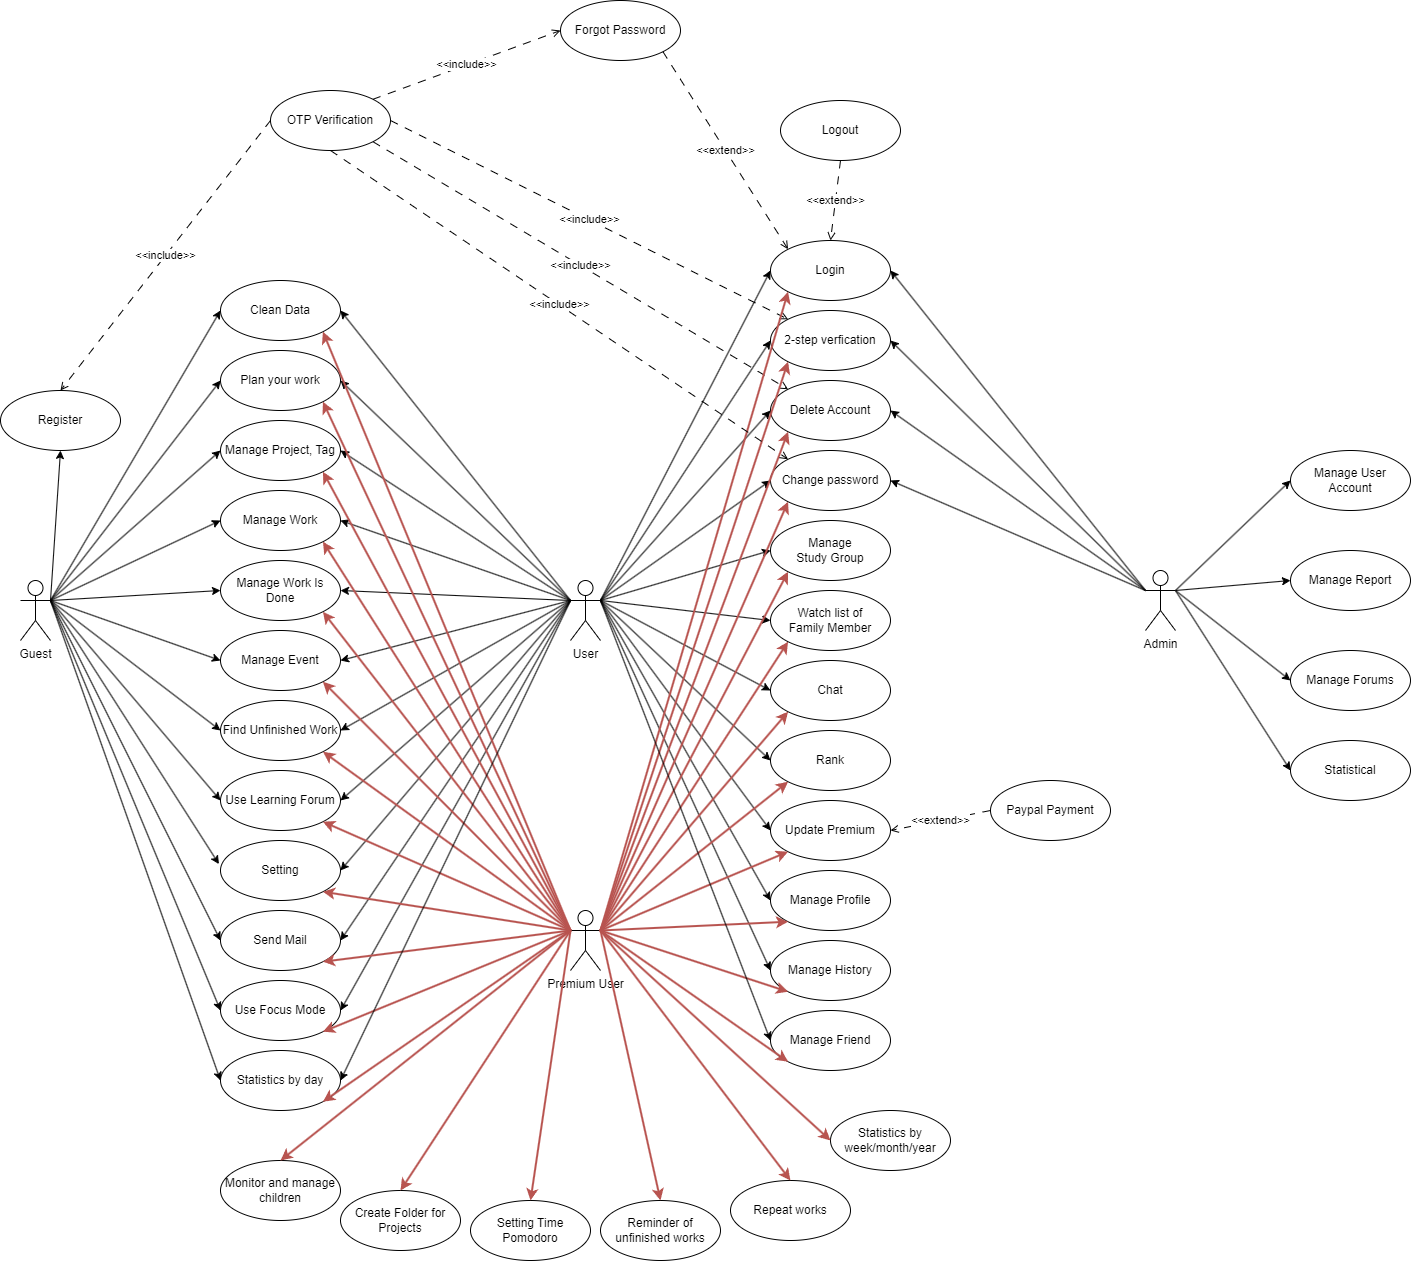 Forgot Password
<<include>>
OTP Verification
Logout
<<extend>>
<<extend>>
<<include>>
<<include>>
<<include>>
<<include>>
Login
Clean Data
2-step verfication
Plan your work
Delete Account
Register
Manage Project, Tag
Change password
Manage User
Account
Manage Work
Manage
Study Group
Manage Work Is
Done
Manage Report
Watch list of
Family Member
Guest
User
Admin
Manage Event
Chat
Manage Forums
Find Unfinished Work
Rank
Statistical
Use Learning Forum
Update Premium
<<extend>>
Paypal Payment
Setting
Manage Profile
Send Mail
Manage History
Premium User
Use Focus Mode
Manage Friend
Statistics by day
Statistics by
week/month/year
Monitor and manage
children
Create Folder for
Projects
Setting Time
Pomodoro
Reminder of
unfinished works
Repeat works